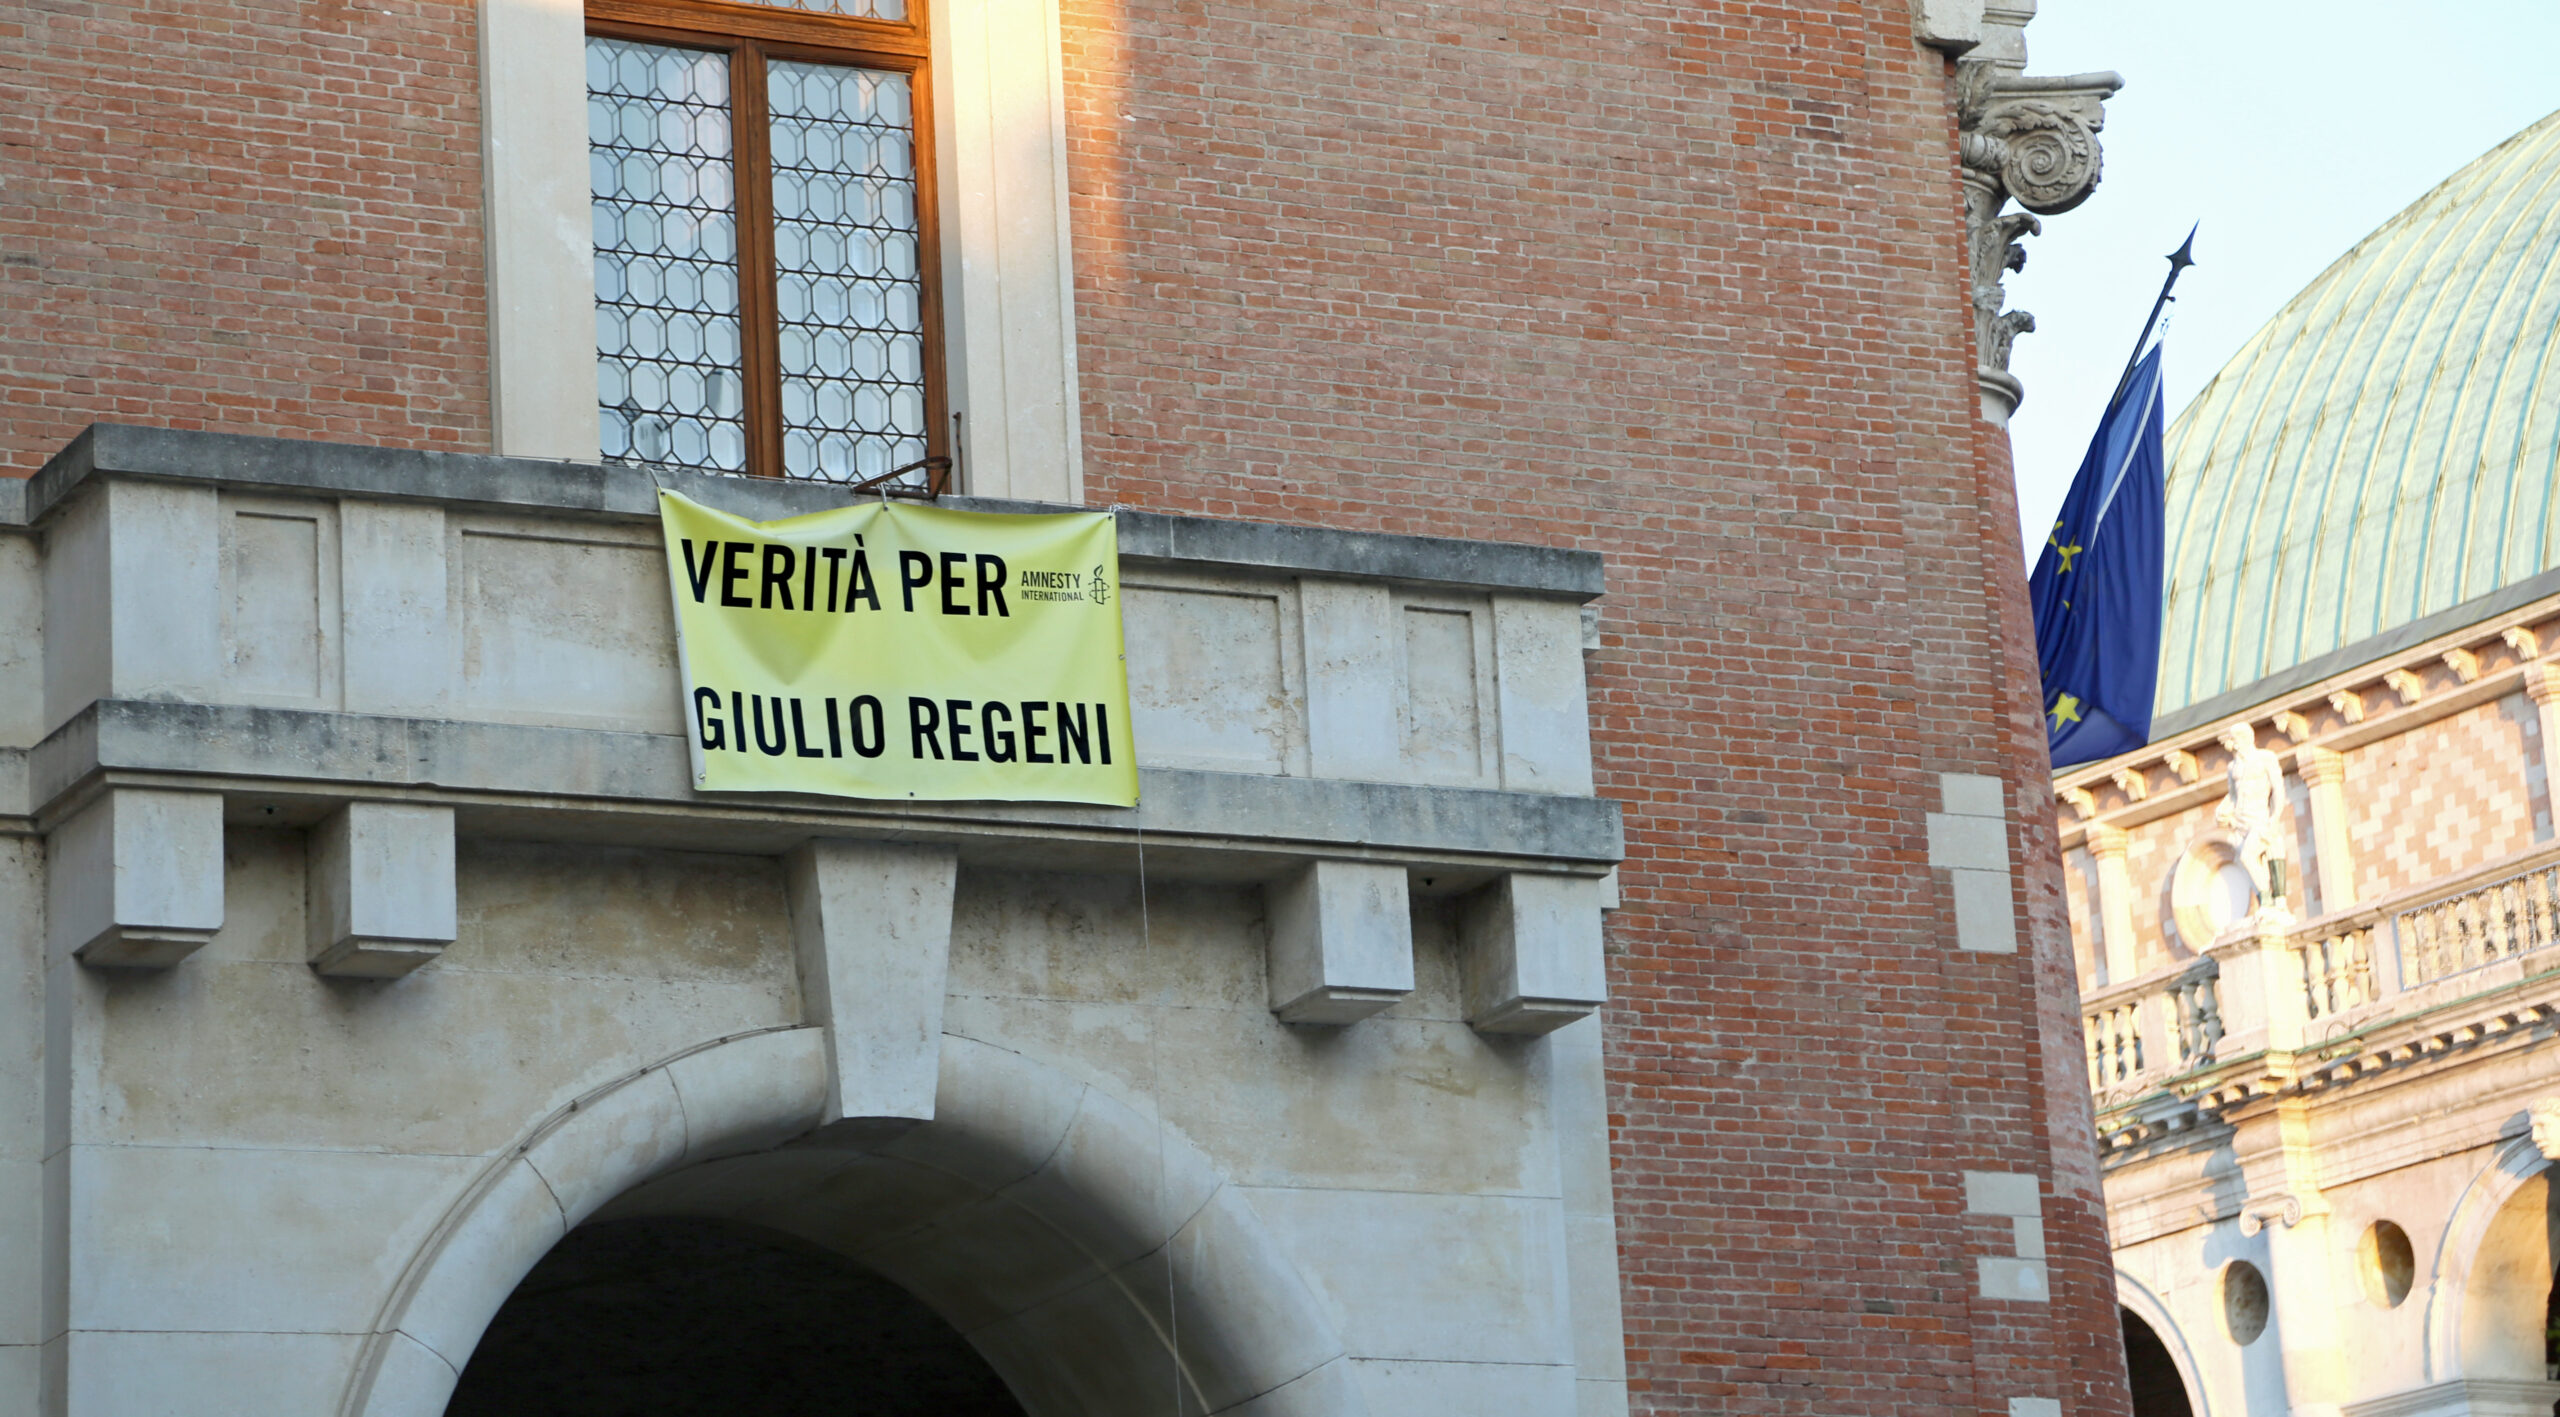 VERITÀ PER
AMNESTY
INTERNATIONAL
GIULIO REGENI